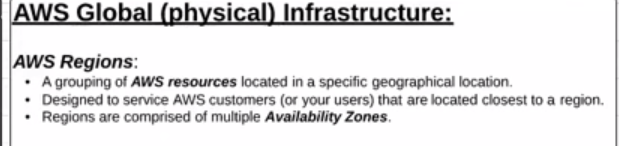 AWS Global (physical) Infrastructure:
AWS Regions:
• A grouping of AWS resources located in a specific geographical location.
• Designed to service AWS customers (or your users) that are located closest to a region.
• Regions are comprised of multiple Availability Zones.